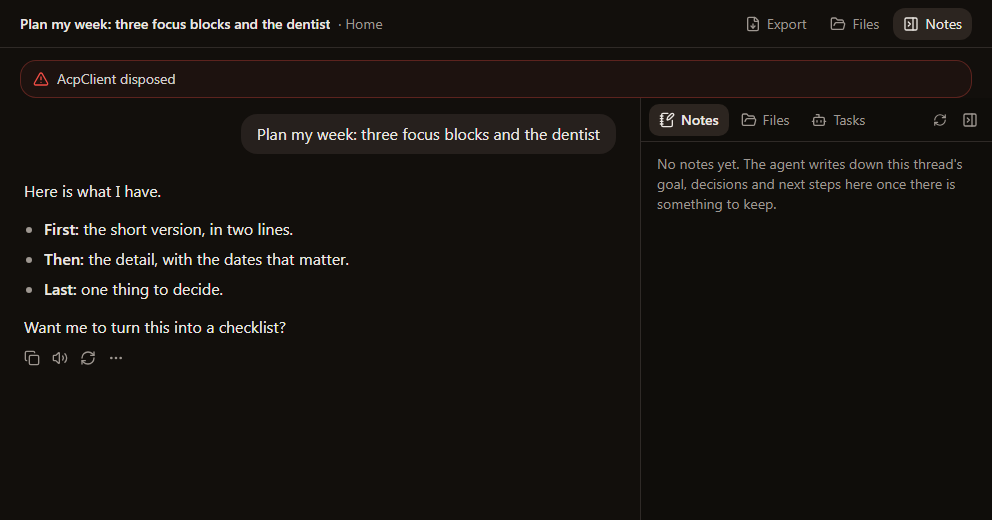 Plan my week: three focus blocks and the dentist · Home
Export
Files
Notes
AcpClient disposed
Plan my week: three focus blocks and the dentist
Here is what I have.
• First: the short version, in two lines.
• Then: the detail, with the dates that matter.
• Last: one thing to decide.
Want me to turn this into a checklist?
Notes
Files
Tasks
No notes yet. The agent writes down this thread's
goal, decisions and next steps here once there is
something to keep.